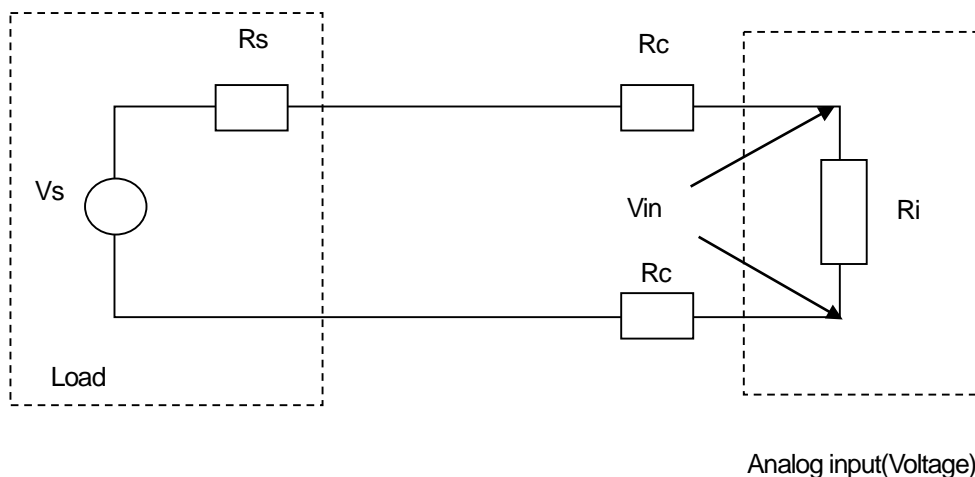 Rs
Rc
Vs
Vin
Ri
Rc
Load
Analog input(Voltage)